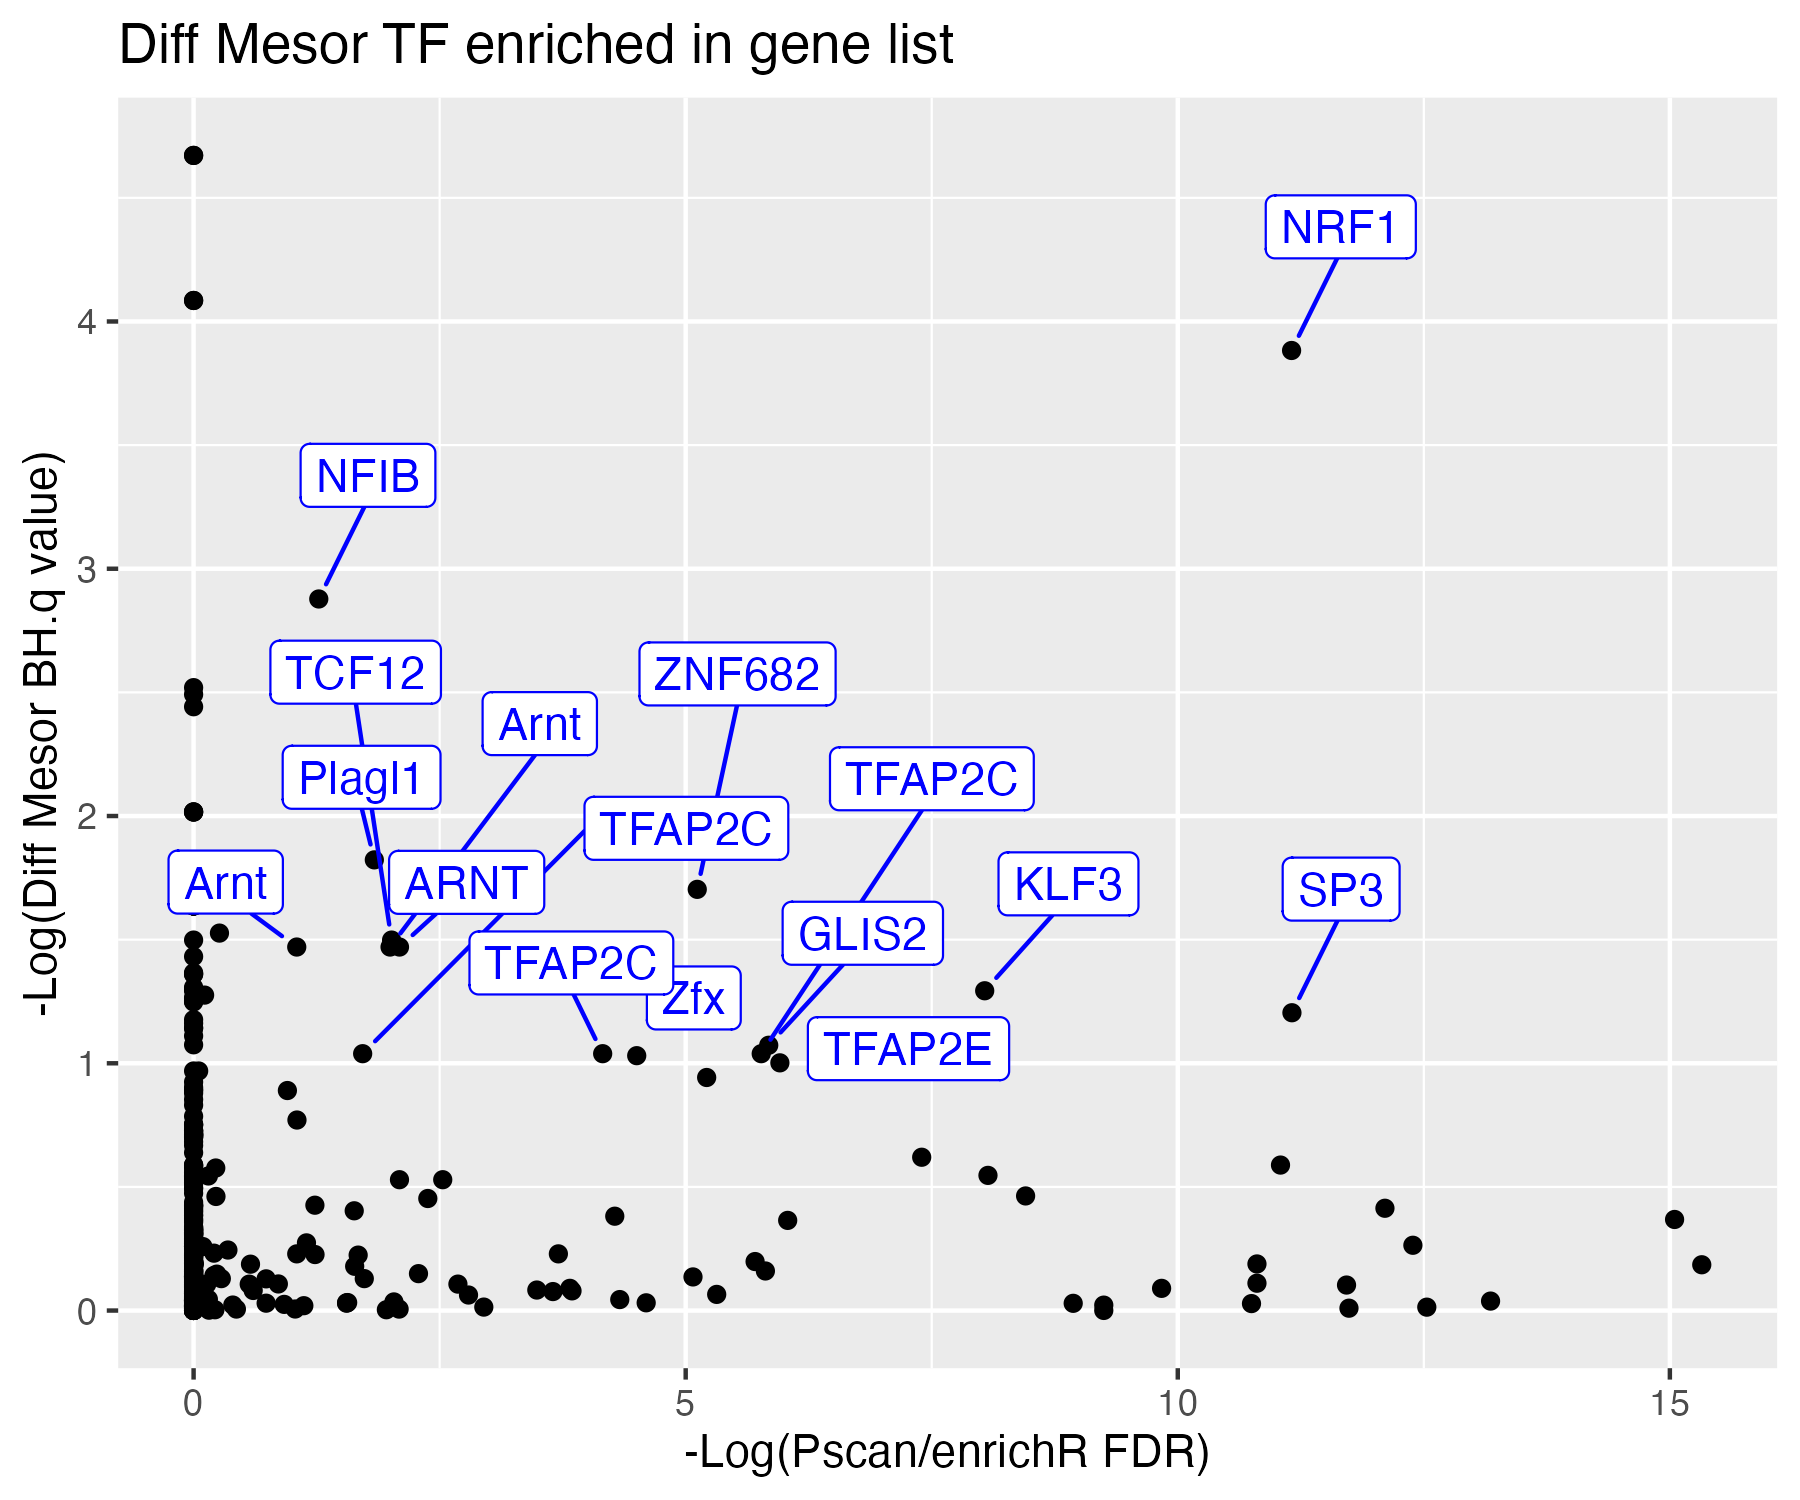 Diff Mesor TF enriched in gene list
-Log(Diff Mesor BH.q value)
4
3
2
1
0
NRF1
NFIB
TCF12
ZNF682
Arnt
Plagl1
TFAP2C
TFAP2C
Arnt
ARNT
KLF3
SP3
GLIS2
TFAP2C
Zfx
TFAP2E
0
5
10
15
-Log(Pscan/enrichR FDR)